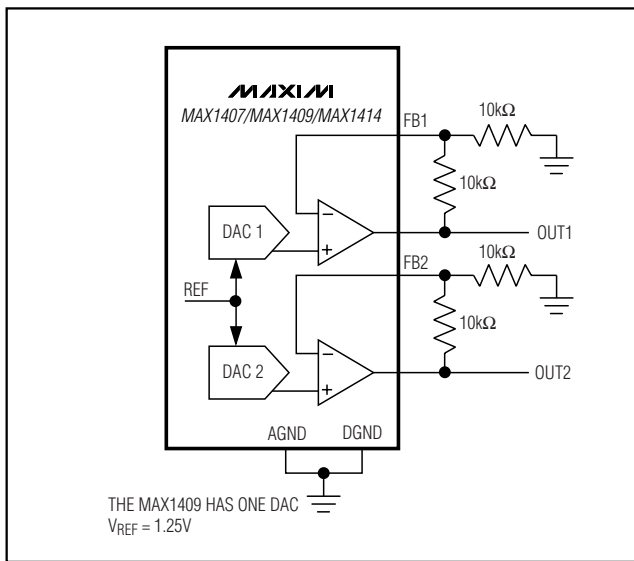 MAXIM
MAX1407/MAX1409/MAX1414
FB1
10kΩ
10kΩ
DAC 1
−
+
OUT1
FB2
10kΩ
REF
10kΩ
DAC 2
−
+
OUT2
AGND DGND
THE MAX1409 HAS ONE DAC
VREF = 1.25V